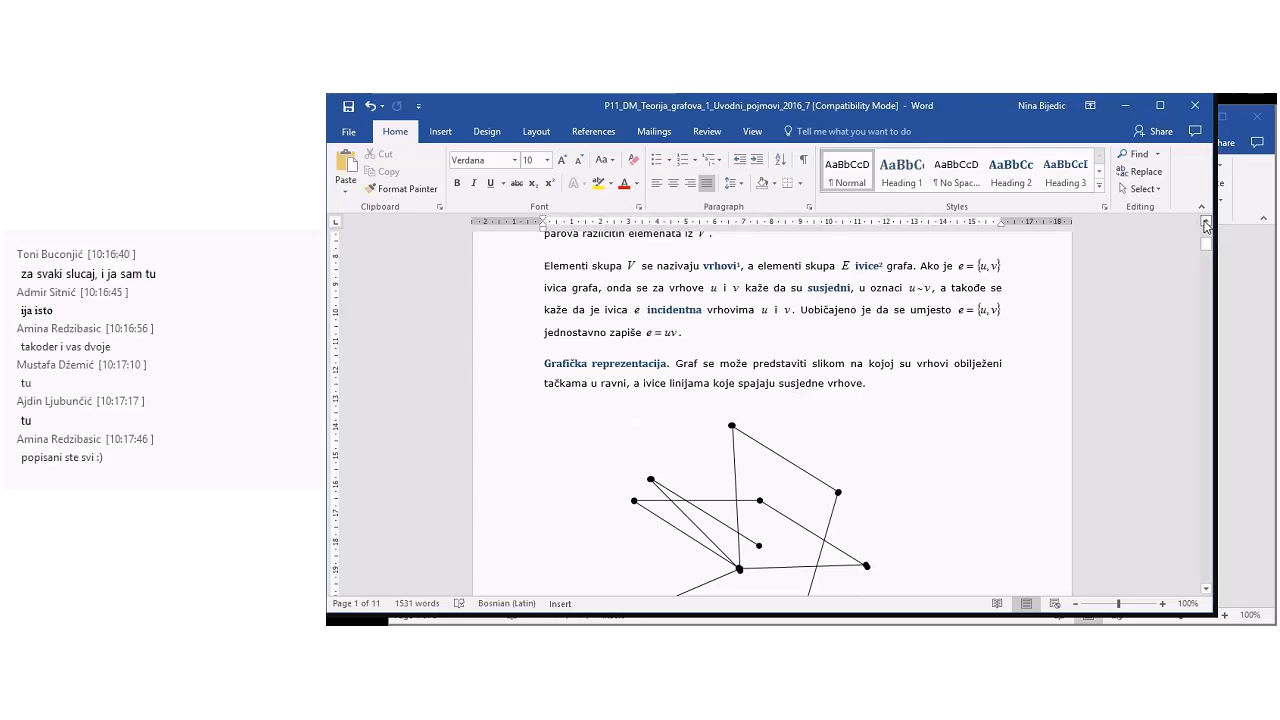 Toni Buconjić [10:16:40 ]
za svaki slucaj, i ja sam tu
Admir Sitnić [10:16:45 ]
ija isto
Amina Redzibasic [10:16:56 ]
također i vas dvoje
Mustafa Džemić [10:17:10 ]
tu
Ajdin Ljubunčić [10:17:17 ]
tu
Amina Redzibasic [10:17:46 ]
popisani ste svi :)
P11_DM_Teorija_grafova_1_Uvodni_pojmovi_2016_7 [Compatibility Mode] - Word
Nina Bijedic
File Home Insert Design Layout References Mailings Review View Tell me what you want to do Share
Cut
Copy
Format Painter
Paste
Clipboard
Verdana 10
Font
Paragraph
AaBbCcD AaBbC AaBbCcD AaBbCc AaBbCcI
¶ Normal Heading 1 ¶ No Spac... Heading 2 Heading 3
Styles
Find
Replace
Select
Editing
parova različitih elemenata iz V .
Elementi skupa V se nazivaju vrhovi¹, a elementi skupa E ivice² grafa. Ako je e = {u,v}
ivica grafa, onda se za vrhove u i v kaže da su susjedni, u oznaci u ~ v, a takođe se
kaže da je ivica e incidentna vrhovima u i v. Uobičajeno je da se umjesto e = {u,v}
jednostavno zapiše e = uv.
Grafička reprezentacija. Graf se može predstaviti slikom na kojoj su vrhovi obilježeni
tačkama u ravni, a ivice linijama koje spajaju susjedne vrhove.
Page 1 of 11 1531 words Bosnian (Latin) Insert 100%
hare
100%